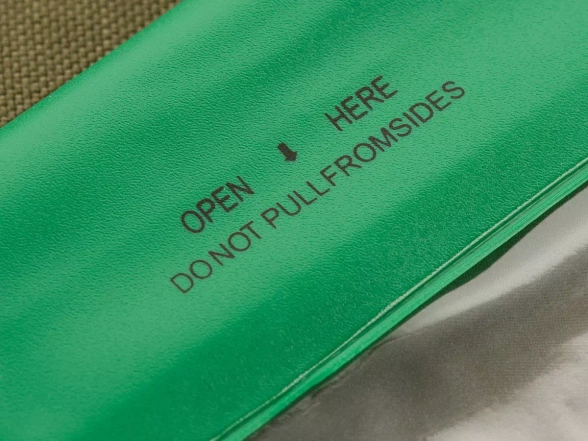 OPEN ⬇ HERE
DO NOT PULLFROMSIDES